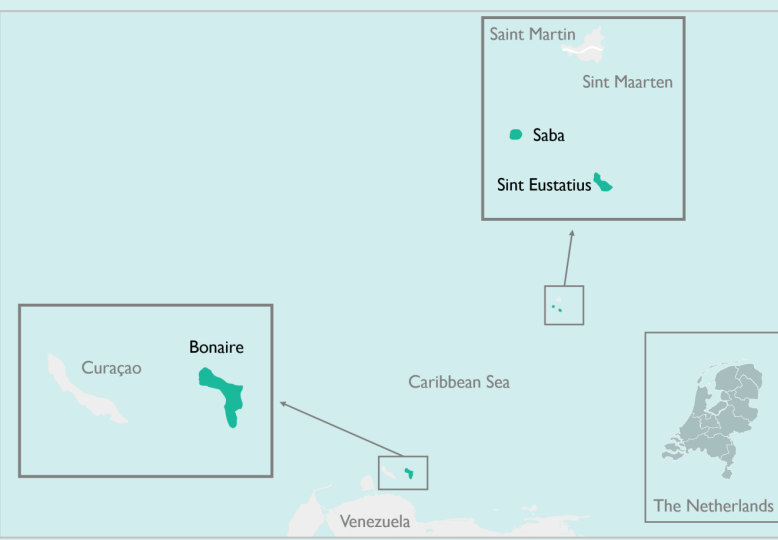 Saint Martin
Sint Maarten
Saba
Sint Eustatius
Bonaire
Curaçao
Caribbean Sea
Venezuela
The Netherlands